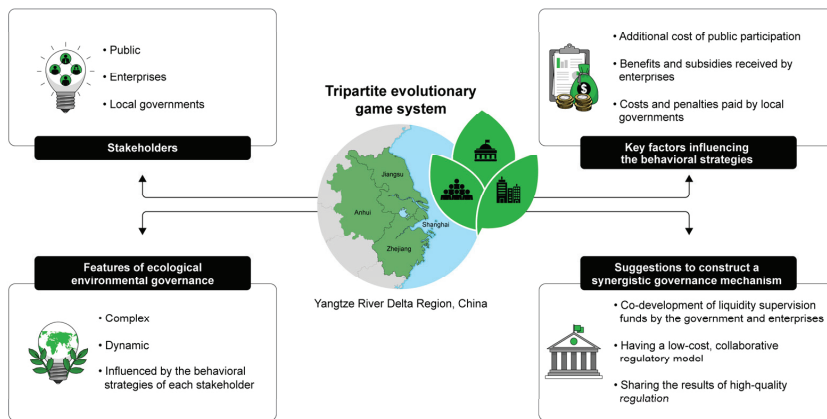 • Public
• Enterprises
• Local governments
Stakeholders
Tripartite evolutionary
game system
• Additional cost of public participation
• Benefits and subsidies received by
enterprises
• Costs and penalties paid by local
governments
Key factors influencing
the behavioral strategies
$
Jiangsu
Anhui
Shanghai
Zhejiang
Yangtze River Delta Region, China
Features of ecological
environmental governance
• Complex
• Dynamic
• Influenced by the behavioral
strategies of each stakeholder
Suggestions to construct a
synergistic governance mechanism
• Co-development of liquidity supervision
funds by the government and enterprises
• Having a low-cost, collaborative
regulatory model
• Sharing the results of high-quality
regulation